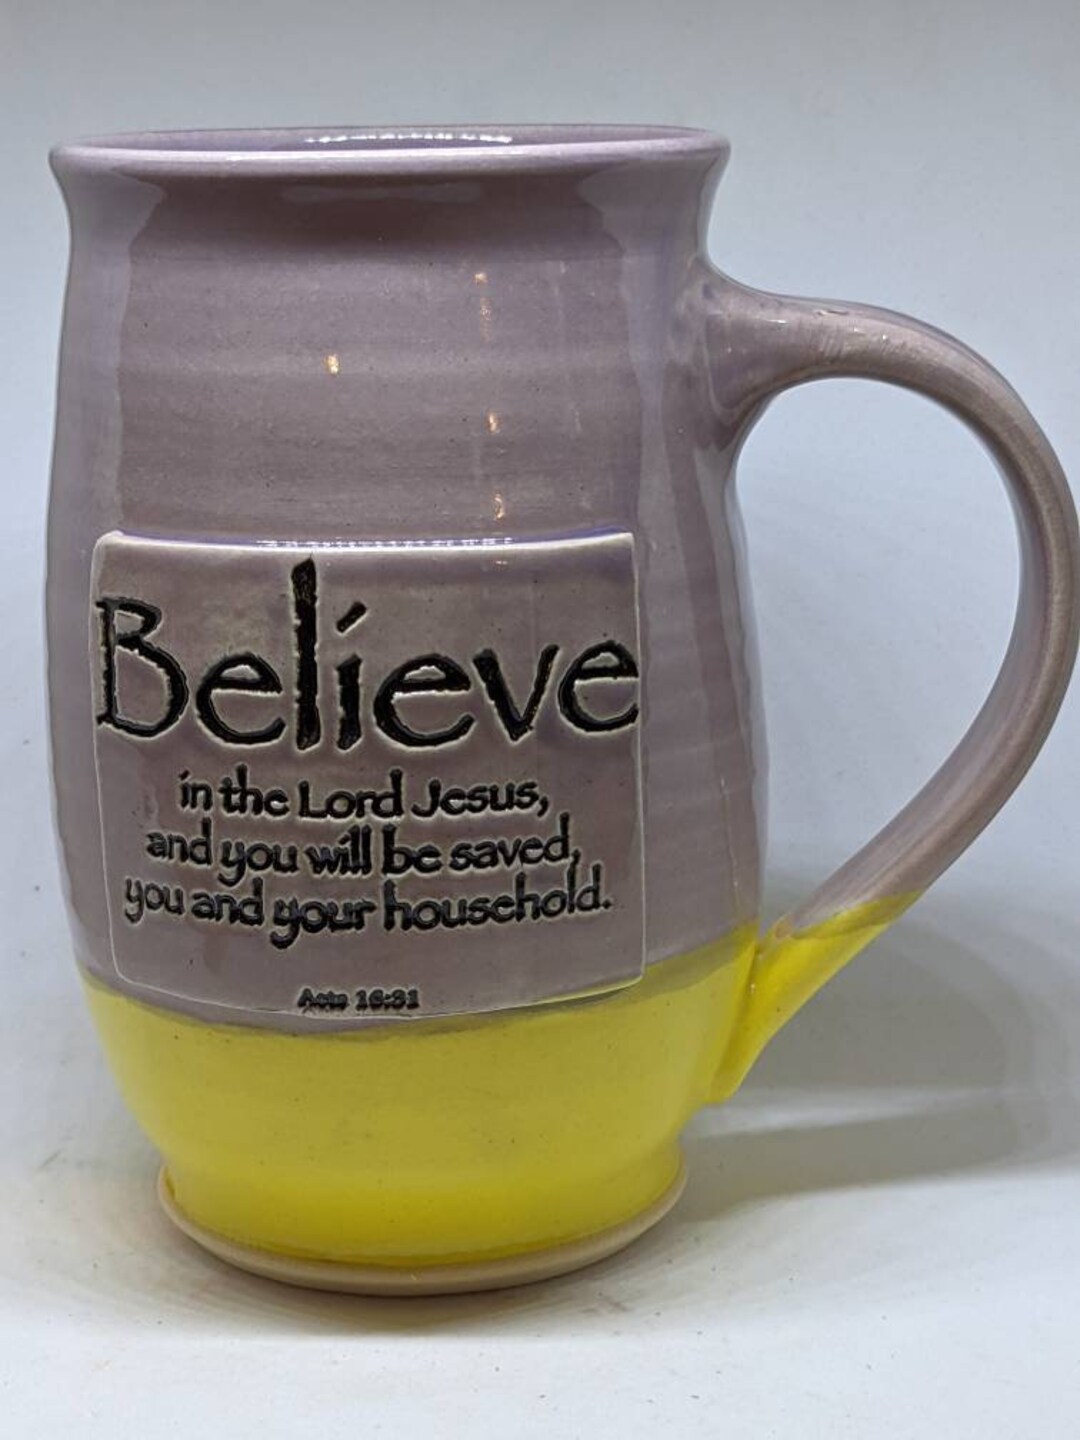 Believe
in the Lord Jesus,
and you will be saved,
you and your household.
Acts 16:31